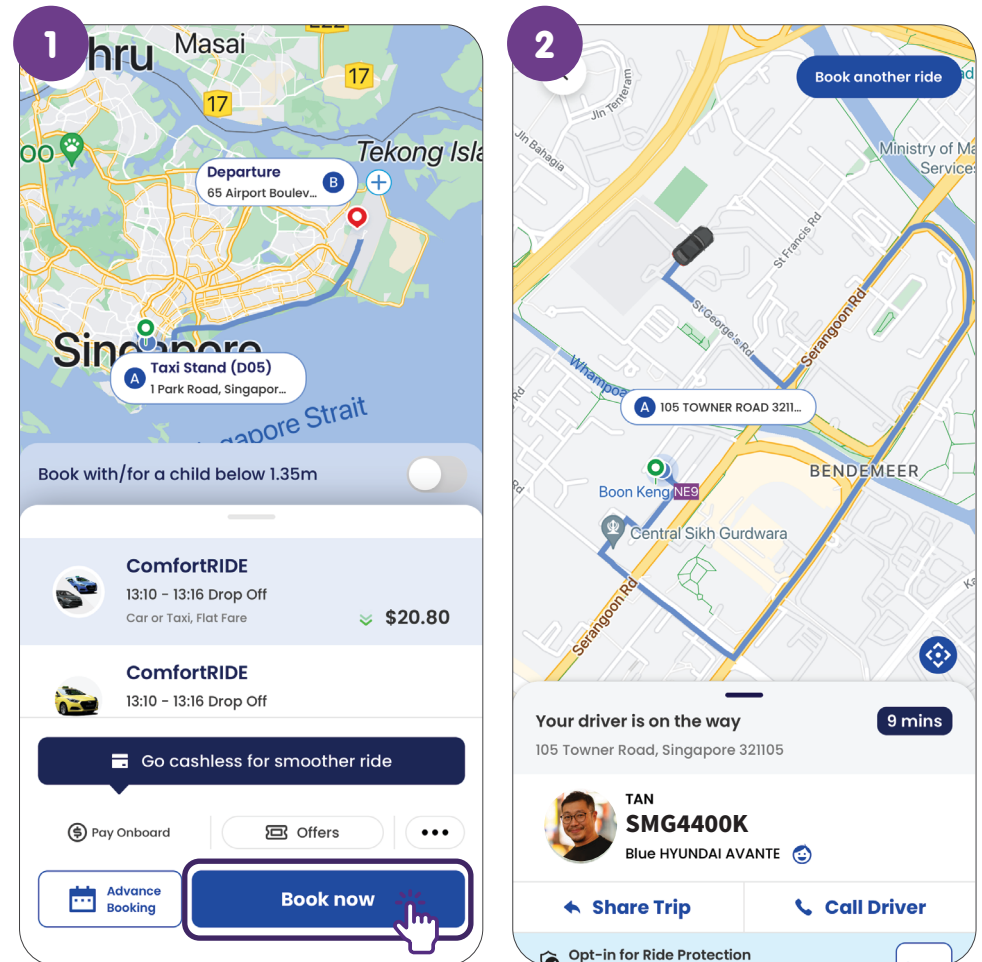 1
hru
Masai
17
17
oo
Tekong Isla
Departure
65 Airport Boulev...
B
Singapore
A
Taxi Stand (D05)
1 Park Road, Singapor...
gapore Strait
Book with/for a child below 1.35m
ComfortRIDE
13:10 - 13:16 Drop Off
Car or Taxi, Flat Fare
$20.80
ComfortRIDE
13:10 - 13:16 Drop Off
Go cashless for smoother ride
Pay Onboard
Offers
Advance
Booking
Book now
2
Book another ride
Jln Tenteram
Jln Bahagia
Ministry of Ma
Service
St Francis Rd
St George's Rd
Serangoon Rd
Whampoa
Rd
A 105 TOWNER ROAD 3211...
BENDEMEER
Rd
Boon Keng NE9
Central Sikh Gurdwara
Ka
Serangoon Rd
Your driver is on the way
9 mins
105 Towner Road, Singapore 321105
TAN
SMG4400K
Blue HYUNDAI AVANTE
Share Trip
Call Driver
Opt-in for Ride Protection